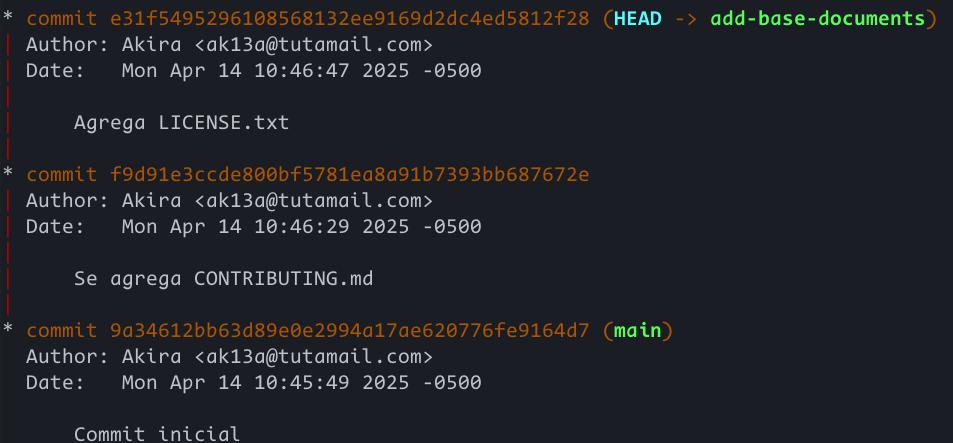 * commit e31f5495296108568132ee9169d2dc4ed5812f28 (HEAD -> add-base-documents)
| Author: Akira <ak13a@tutamail.com>
| Date:   Mon Apr 14 10:46:47 2025 -0500
|
|     Agrega LICENSE.txt
|
* commit f9d91e3ccde800bf5781ea8a91b7393bb687672e
| Author: Akira <ak13a@tutamail.com>
| Date:   Mon Apr 14 10:46:29 2025 -0500
|
|     Se agrega CONTRIBUTING.md
|
* commit 9a34612bb63d89e0e2994a17ae620776fe9164d7 (main)
  Author: Akira <ak13a@tutamail.com>
  Date:   Mon Apr 14 10:45:49 2025 -0500

      Commit inicial